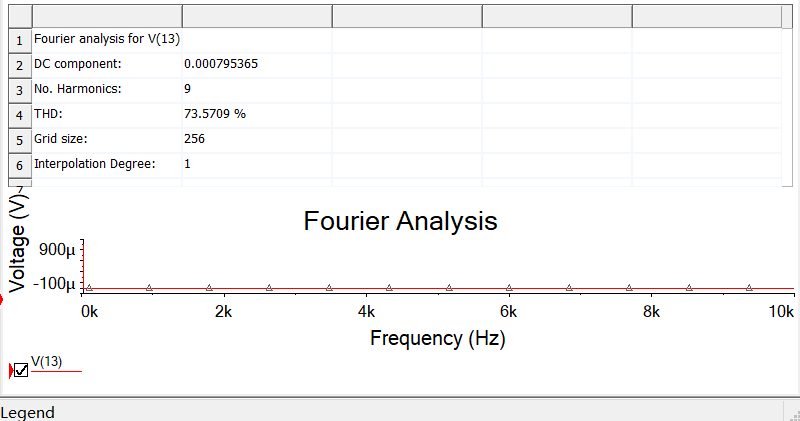 1 Fourier analysis for V(13)
2 DC component: 0.000795365
3 No. Harmonics: 9
4 THD: 73.5709 %
5 Grid size: 256
6 Interpolation Degree: 1
Fourier Analysis
Voltage (V)
900µ
-100µ
0k 2k 4k 6k 8k 10k
Frequency (Hz)
V(13)
Legend